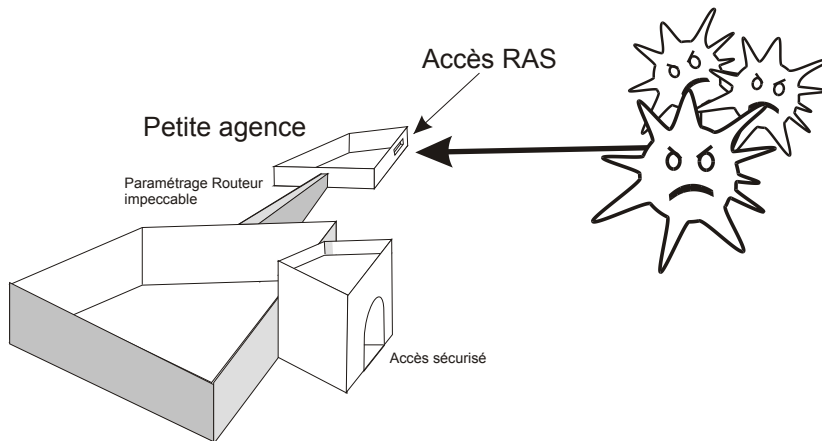 Accès RAS
Petite agence
Paramétrage Routeur
impeccable
Accès sécurisé